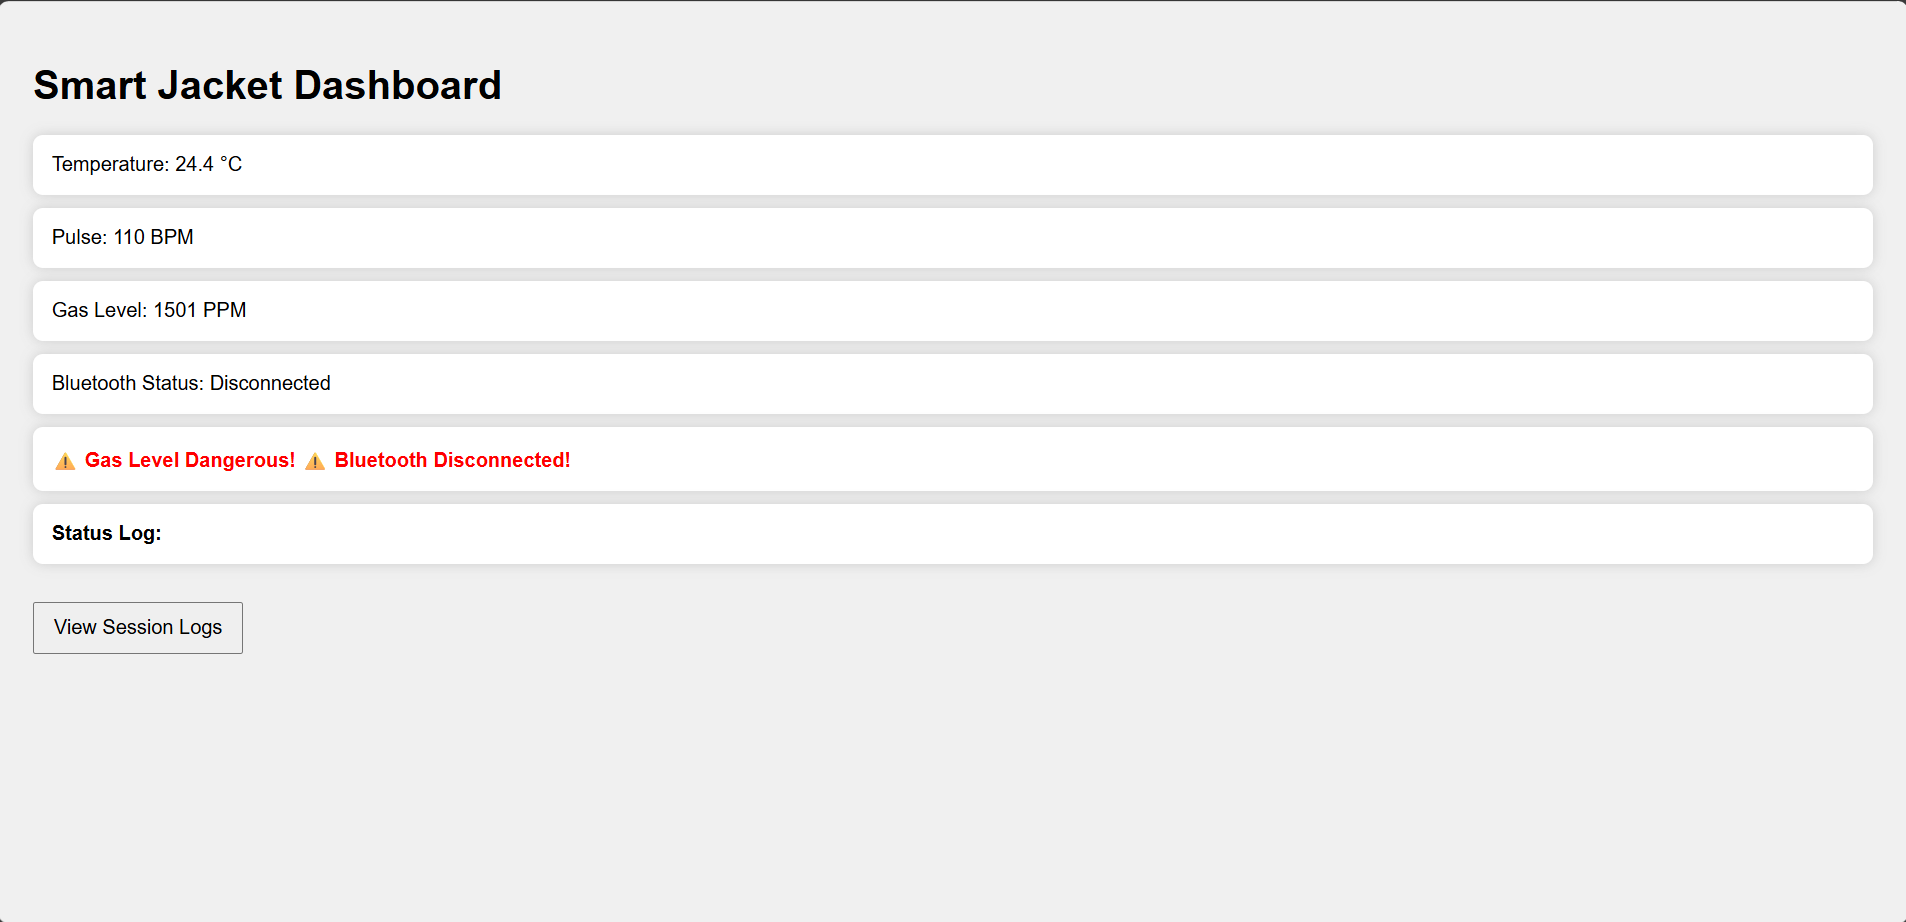 Smart Jacket Dashboard
Temperature: 24.4 °C
Pulse: 110 BPM
Gas Level: 1501 PPM
Bluetooth Status: Disconnected
⚠️ Gas Level Dangerous! ⚠️ Bluetooth Disconnected!
Status Log:
View Session Logs